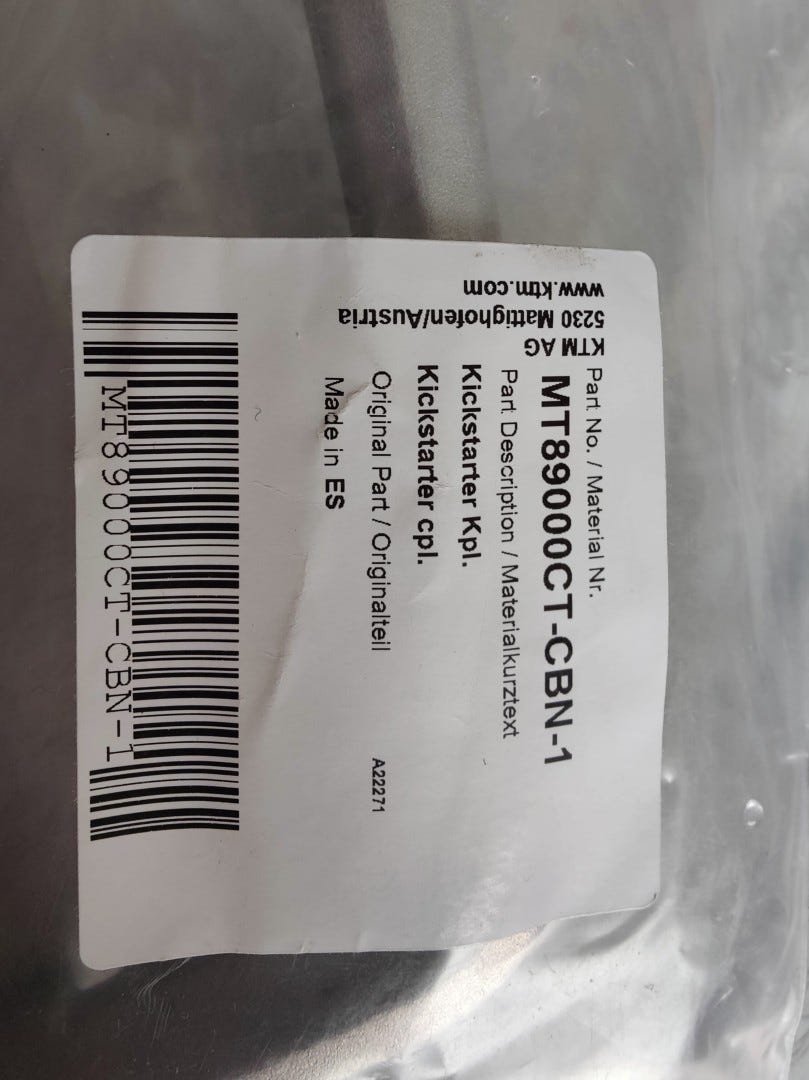 KTM AG
5230 Mattighofen/Austria
www.ktm.com
Part No. / Material Nr.
MT89000CT-CBN-1
Part Description / Materialkurztext
Kickstarter Kpl.
Kickstarter cpl.
Original Part / Originalteil
A22271
Made in ES
MT89000CT-CBN-1